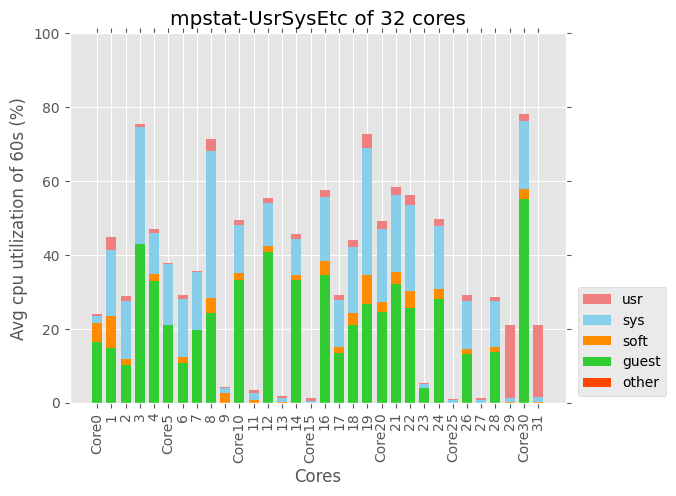 mpstat-UsrSysEtc of 32 cores
Avg cpu utilization of 60s (%)
100
80
60
40
20
0
Core0
1
2
3
4
Core5
6
7
8
9
Core10
11
12
13
14
Core15
16
17
18
19
Core20
21
22
23
24
Core25
26
27
28
29
Core30
31
Cores
usr
sys
soft
guest
other